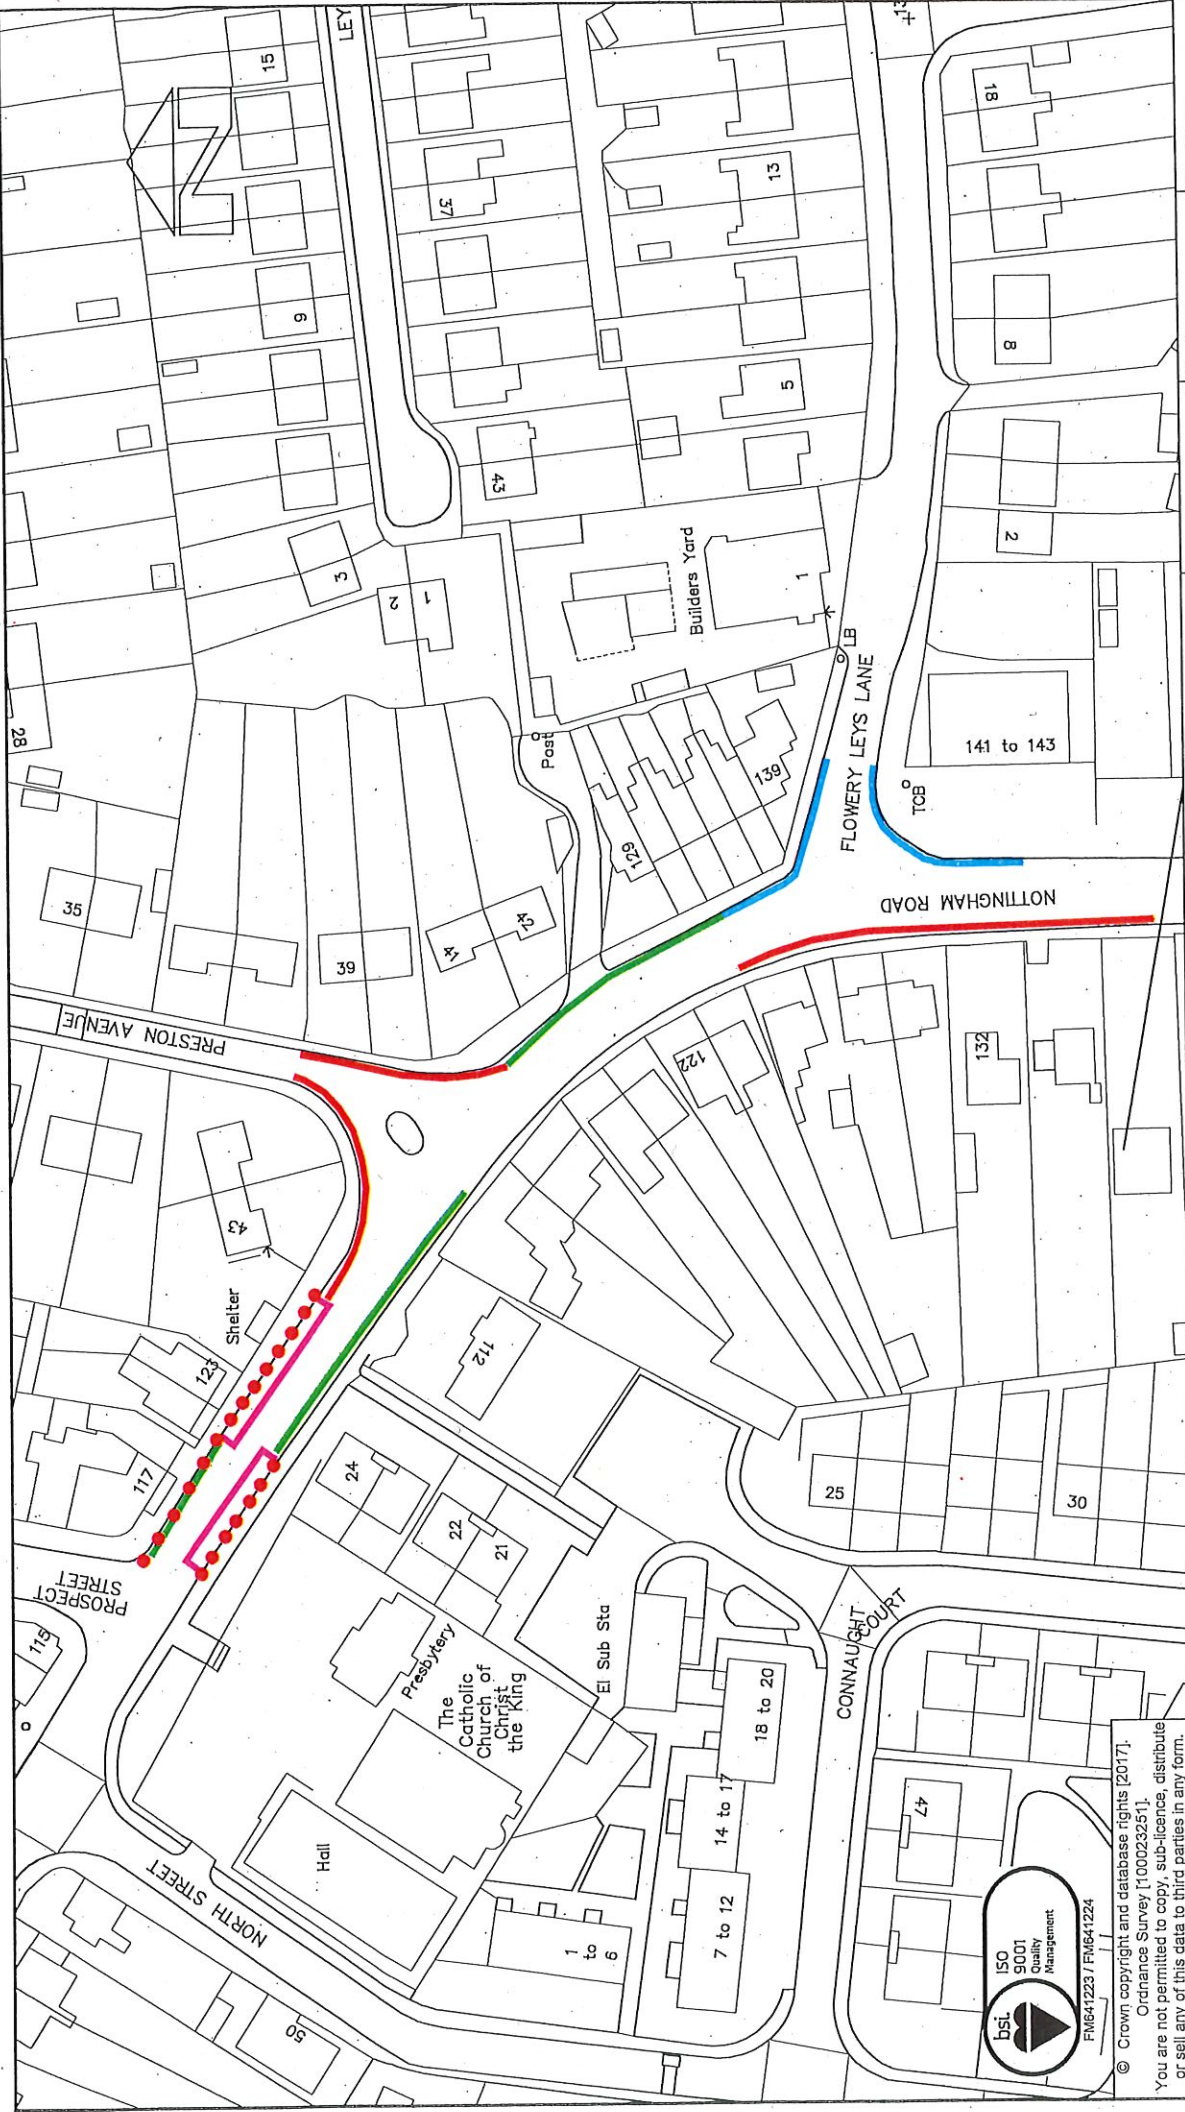 15
LEY
37
13
18
6
5
8
43
2
3
1
2
Builders Yard
1
LB
28
Post
FLOWERY LEYS LANE
141 to 143
139
TCB
129
35
42
41
39
NOTTINGHAM ROAD
PRESTON AVENUE
122
132
43
Shelter
123
112
117
24
22
21
25
30
PROSPECT
STREET
115
Presbytery
The
Catholic
Church of
Christ
the King
El Sub Sta
CONNAUGHT
COURT
18 to 20
14 to 17
47
Hall
NORTH STREET
1
to
6
7 to 12
50
bsi.
ISO
9001
Quality
Management
FM641223 / FM641224
© Crown copyright and database rights [2017].
Ordnance Survey [100023251].
You are not permitted to copy, sub-licence, distribute
or sell any of this data to third parties in any form.